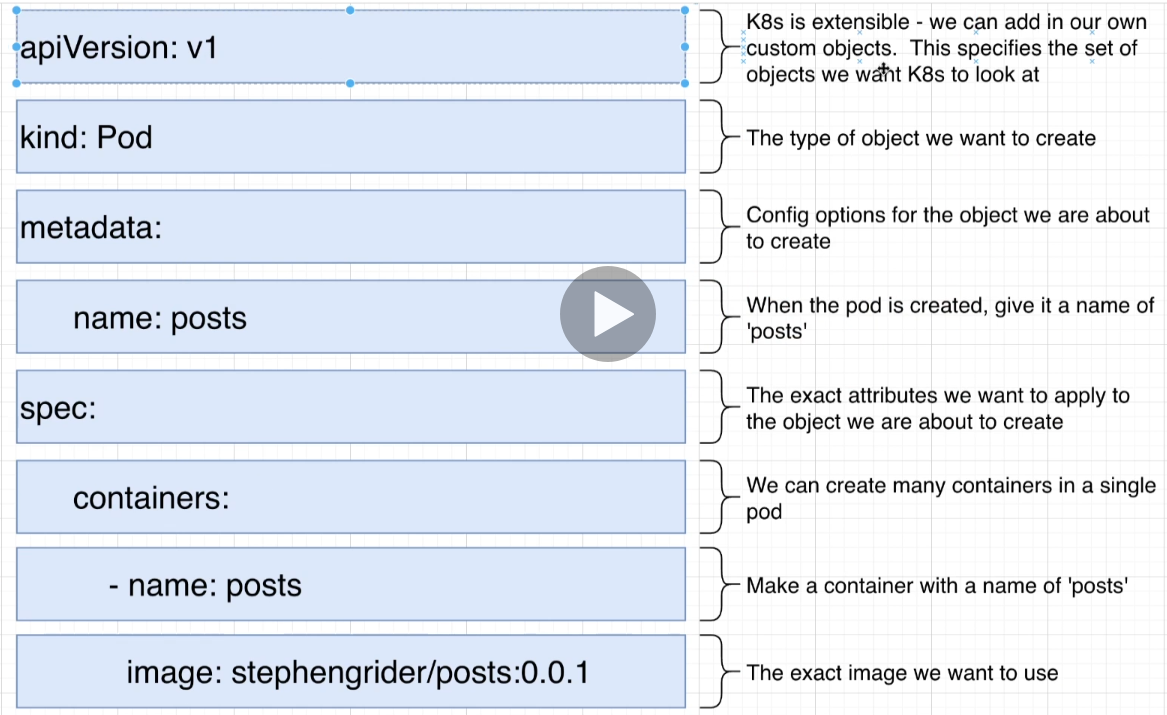 apiVersion: v1
K8s is extensible - we can add in our own
custom objects.  This specifies the set of
objects we want K8s to look at
kind: Pod
The type of object we want to create
metadata:
Config options for the object we are about
to create
name: posts
When the pod is created, give it a name of
'posts'
spec:
The exact attributes we want to apply to
the object we are about to create
containers:
We can create many containers in a single
pod
- name: posts
Make a container with a name of 'posts'
image: stephengrider/posts:0.0.1
The exact image we want to use